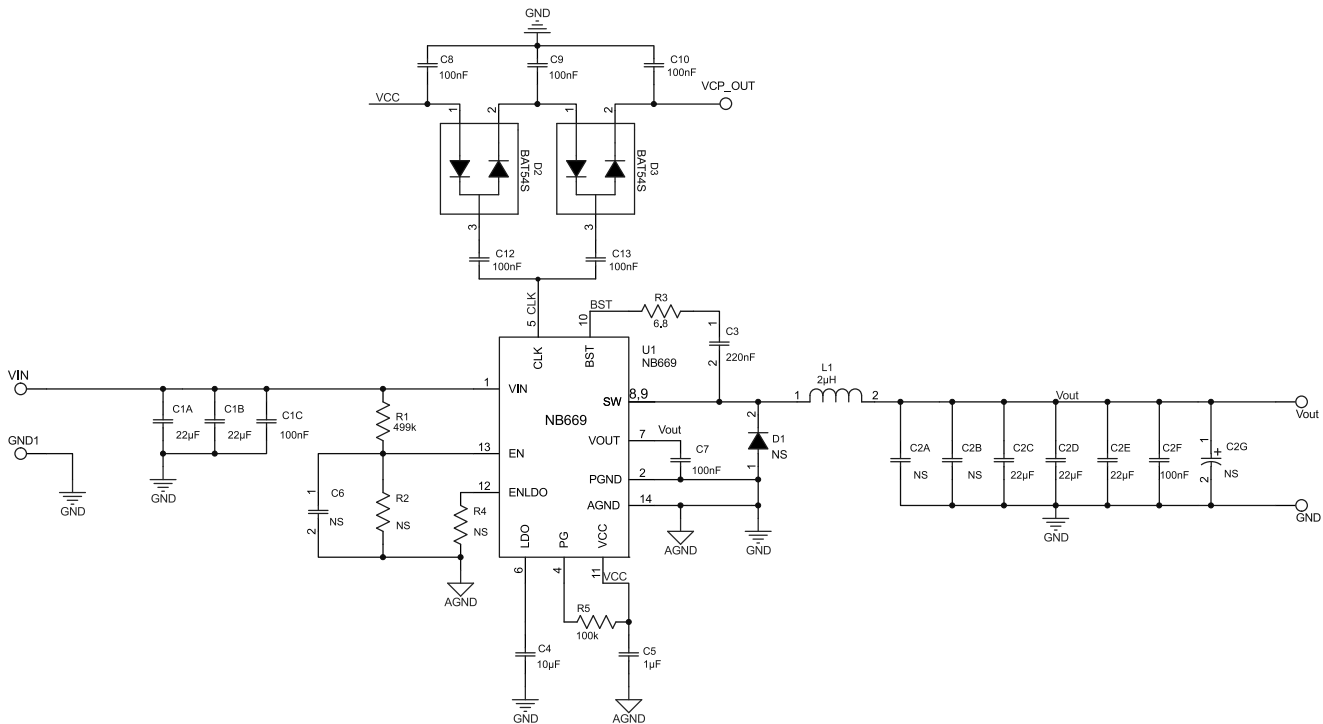 GND
C8
100nF
C9
100nF
C10
100nF
VCP_OUT
VCC
1
2
1
2
D2
BAT54S
D3
BAT54S
3
3
C12
100nF
C13
100nF
5 CLK
BST
10
R3
6.8
1
C3
220nF
2
U1
NB669
CLK
BST
VIN
1
VIN
C1A
22µF
C1B
22µF
C1C
100nF
R1
499k
GND1
GND
GND
13
EN
12
ENLDO
1
C6
NS
2
R2
NS
R4
NS
AGND
NB669
SW
8,9
VOUT
7
Vout
C7
100nF
PGND
2
AGND
14
AGND
2
D1
NS
1
GND
L1
2µH
1
2
Vout
Vout
C2A
NS
C2B
NS
C2C
22µF
C2D
22µF
C2E
22µF
C2F
100nF
1
C2G
+
NS
2
GND
GND
LDO
PG
VCC
6
4
11
VCC
R5
100k
C4
10µF
GND
C5
1µF
AGND